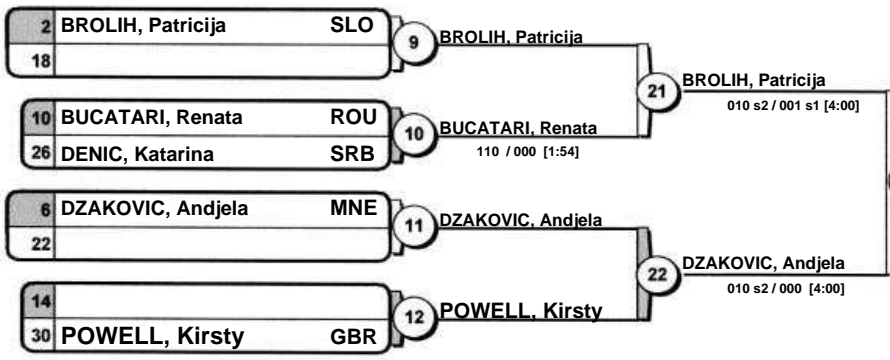 2 BROLIH, Patricija SLO
18
9
BROLIH, Patricija
10 BUCATARI, Renata ROU
26 DENIC, Katarina SRB
10
BUCATARI, Renata
110 / 000 [1:54]
21
BROLIH, Patricija
010 s2 / 001 s1 [4:00]
6 DZAKOVIC, Andjela MNE
22
11
DZAKOVIC, Andjela
14
30 POWELL, Kirsty GBR
12
POWELL, Kirsty
22
DZAKOVIC, Andjela
010 s2 / 000 [4:00]